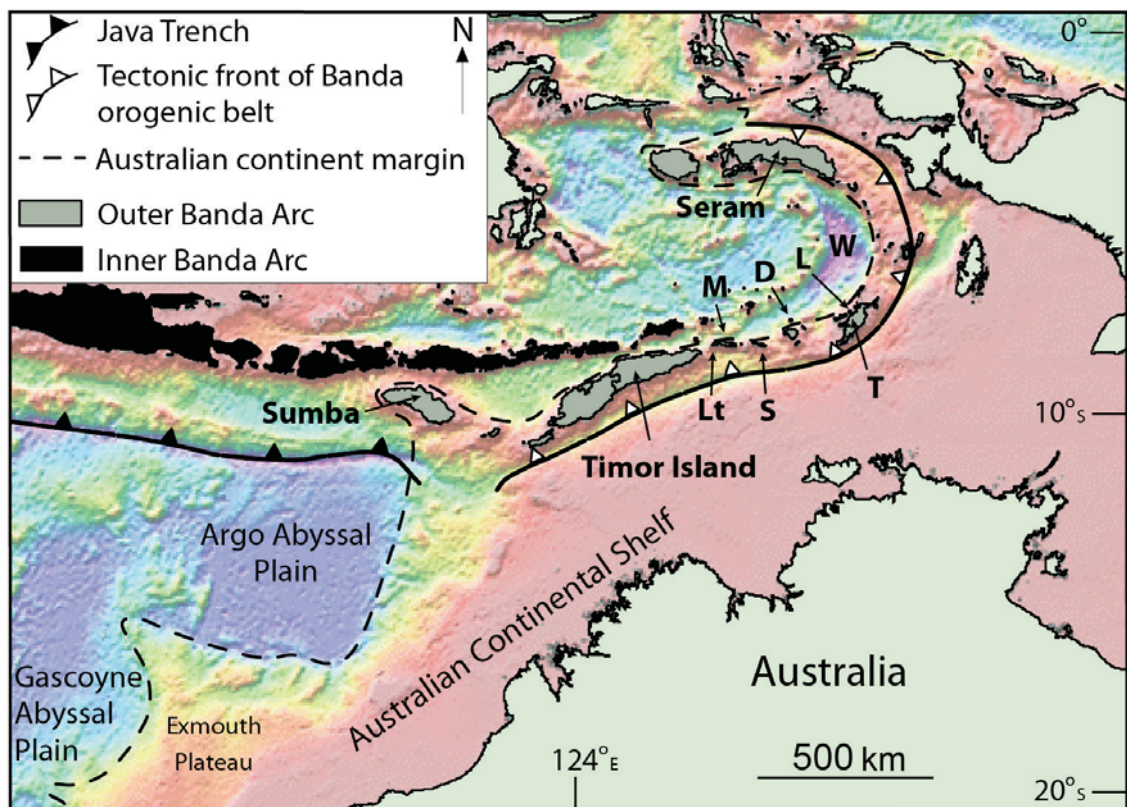 Java Trench
Tectonic front of Banda
orogenic belt
Australian continent margin
Outer Banda Arc
Inner Banda Arc
N
0°
Seram
W
L
D
M
Sumba
Lt
S
T
10°S
Timor Island
Argo Abyssal
Plain
Australian Continental Shelf
Gascoyne
Abyssal
Plain
Exmouth
Plateau
Australia
124°E
500 km
20°S